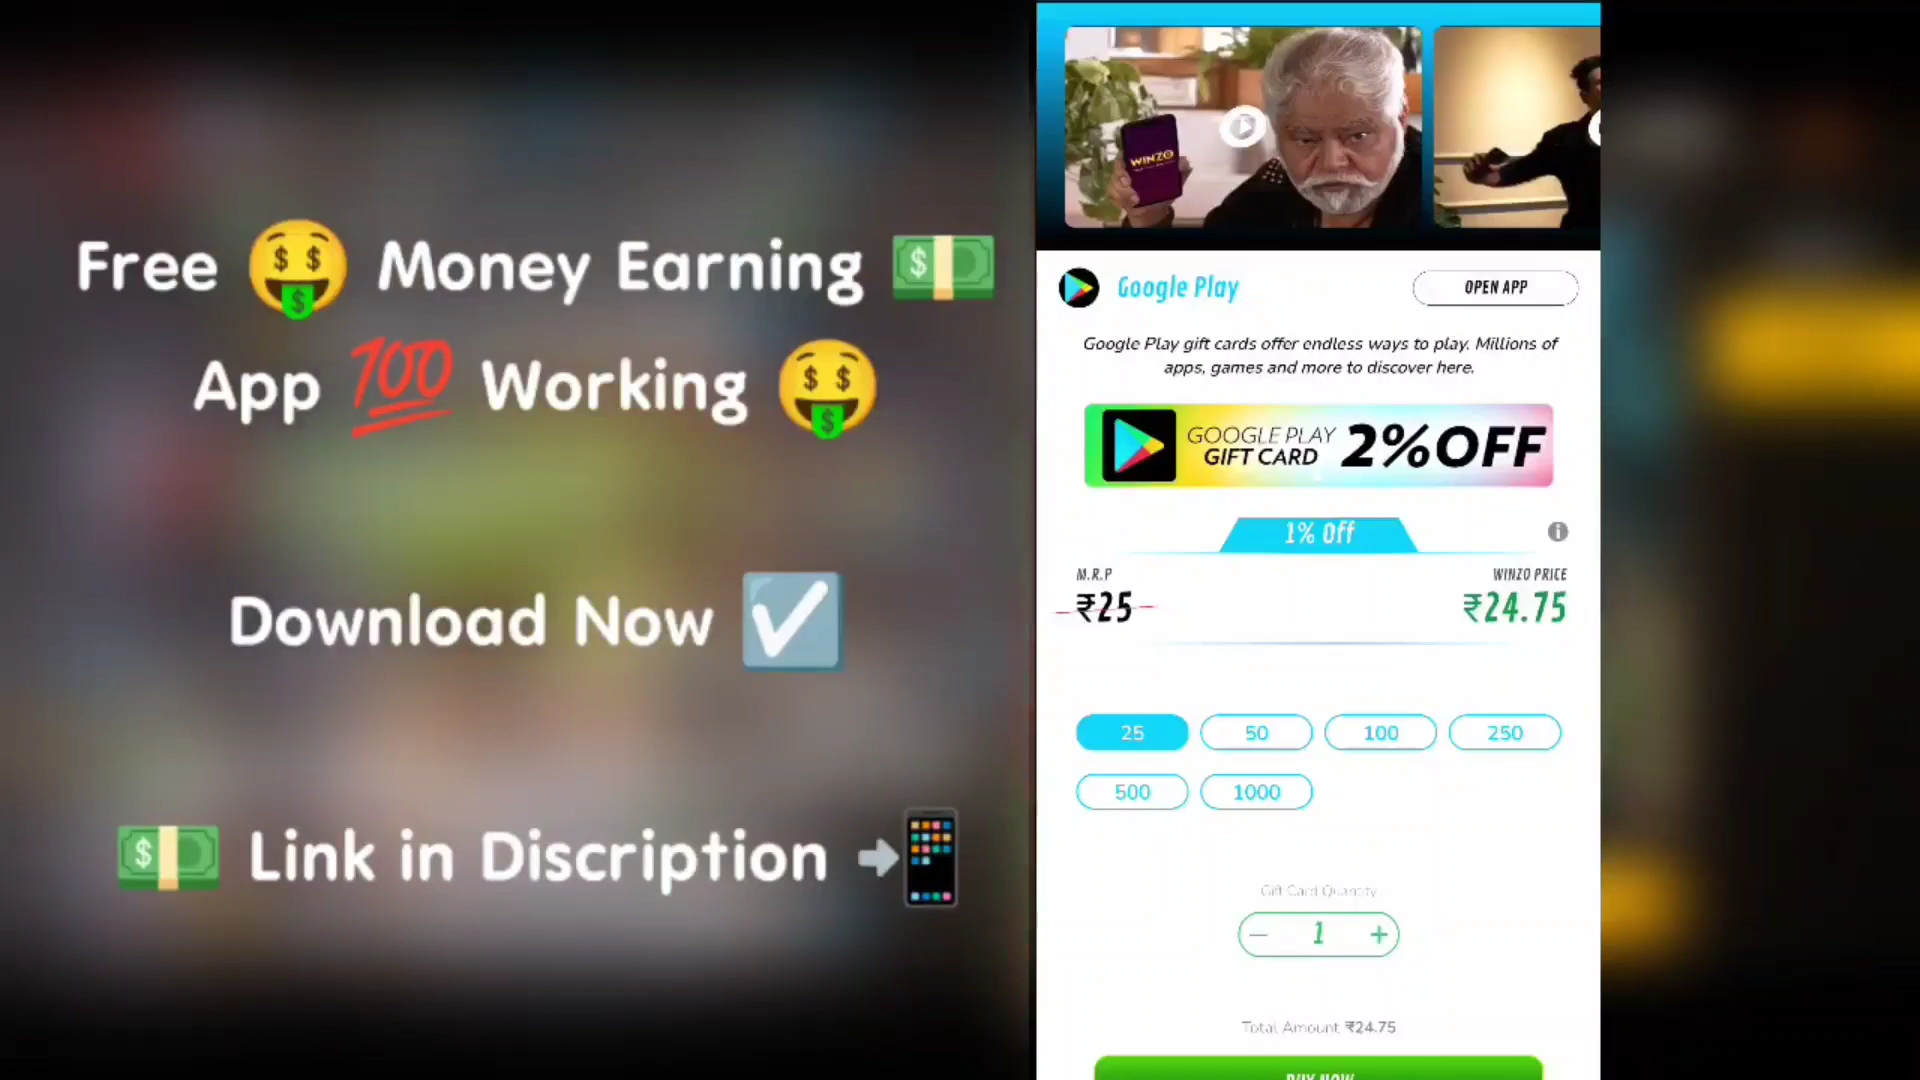 Free 🤑 Money Earning 💵
App 💯 Working 🤑
Download Now ☑️
💵 Link in Discription 📲
WINZO
Google Play
OPEN APP
Google Play gift cards offer endless ways to play. Millions of
apps, games and more to discover here.
GOOGLE PLAY
GIFT CARD
2%OFF
1% Off
M.R.P
WINZO PRICE
₹25
₹24.75
25
50
100
250
500
1000
Gift Card Quantity
1
Total Amount ₹24.75
BUY NOW